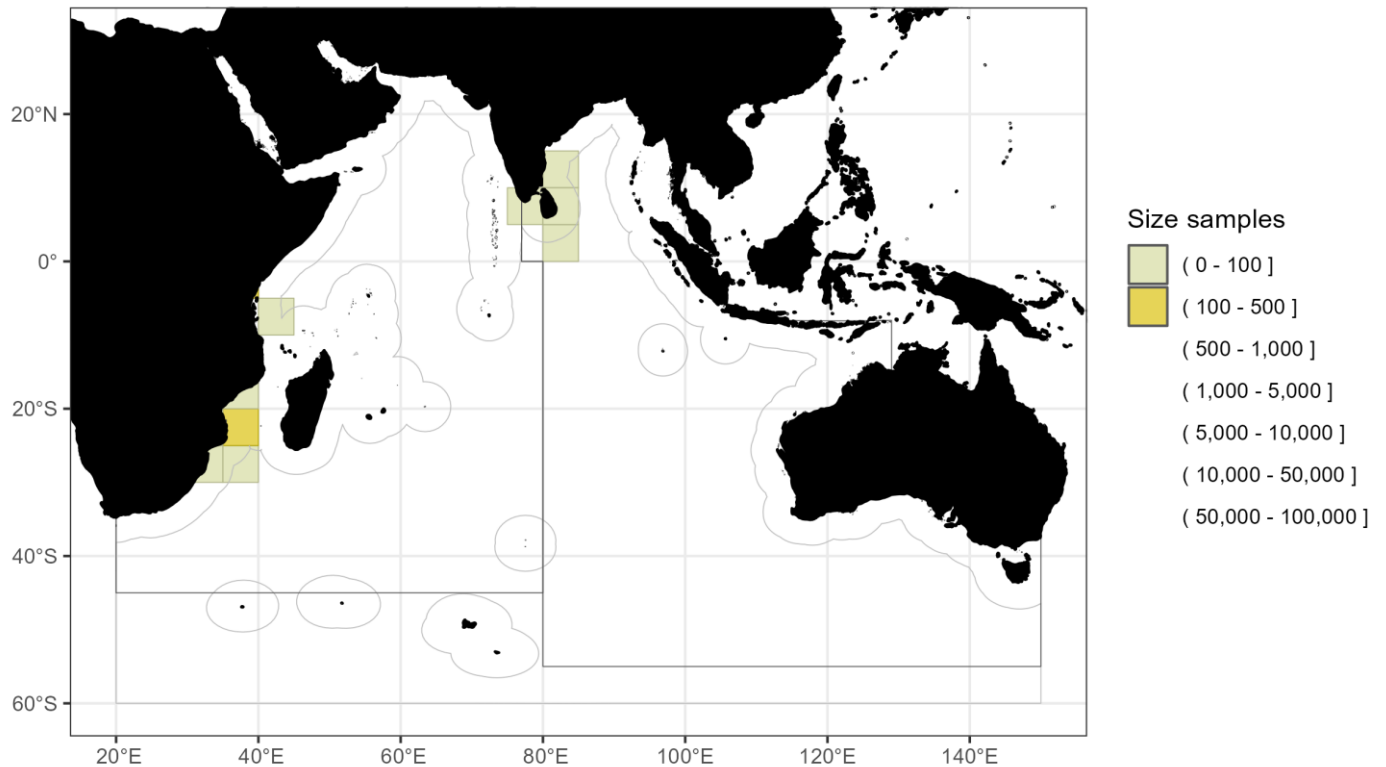 20°N
0°
20°S
40°S
60°S
20°E
40°E
60°E
80°E
100°E
120°E
140°E
Size samples
( 0 - 100 ]
( 100 - 500 ]
( 500 - 1,000 ]
( 1,000 - 5,000 ]
( 5,000 - 10,000 ]
( 10,000 - 50,000 ]
( 50,000 - 100,000 ]